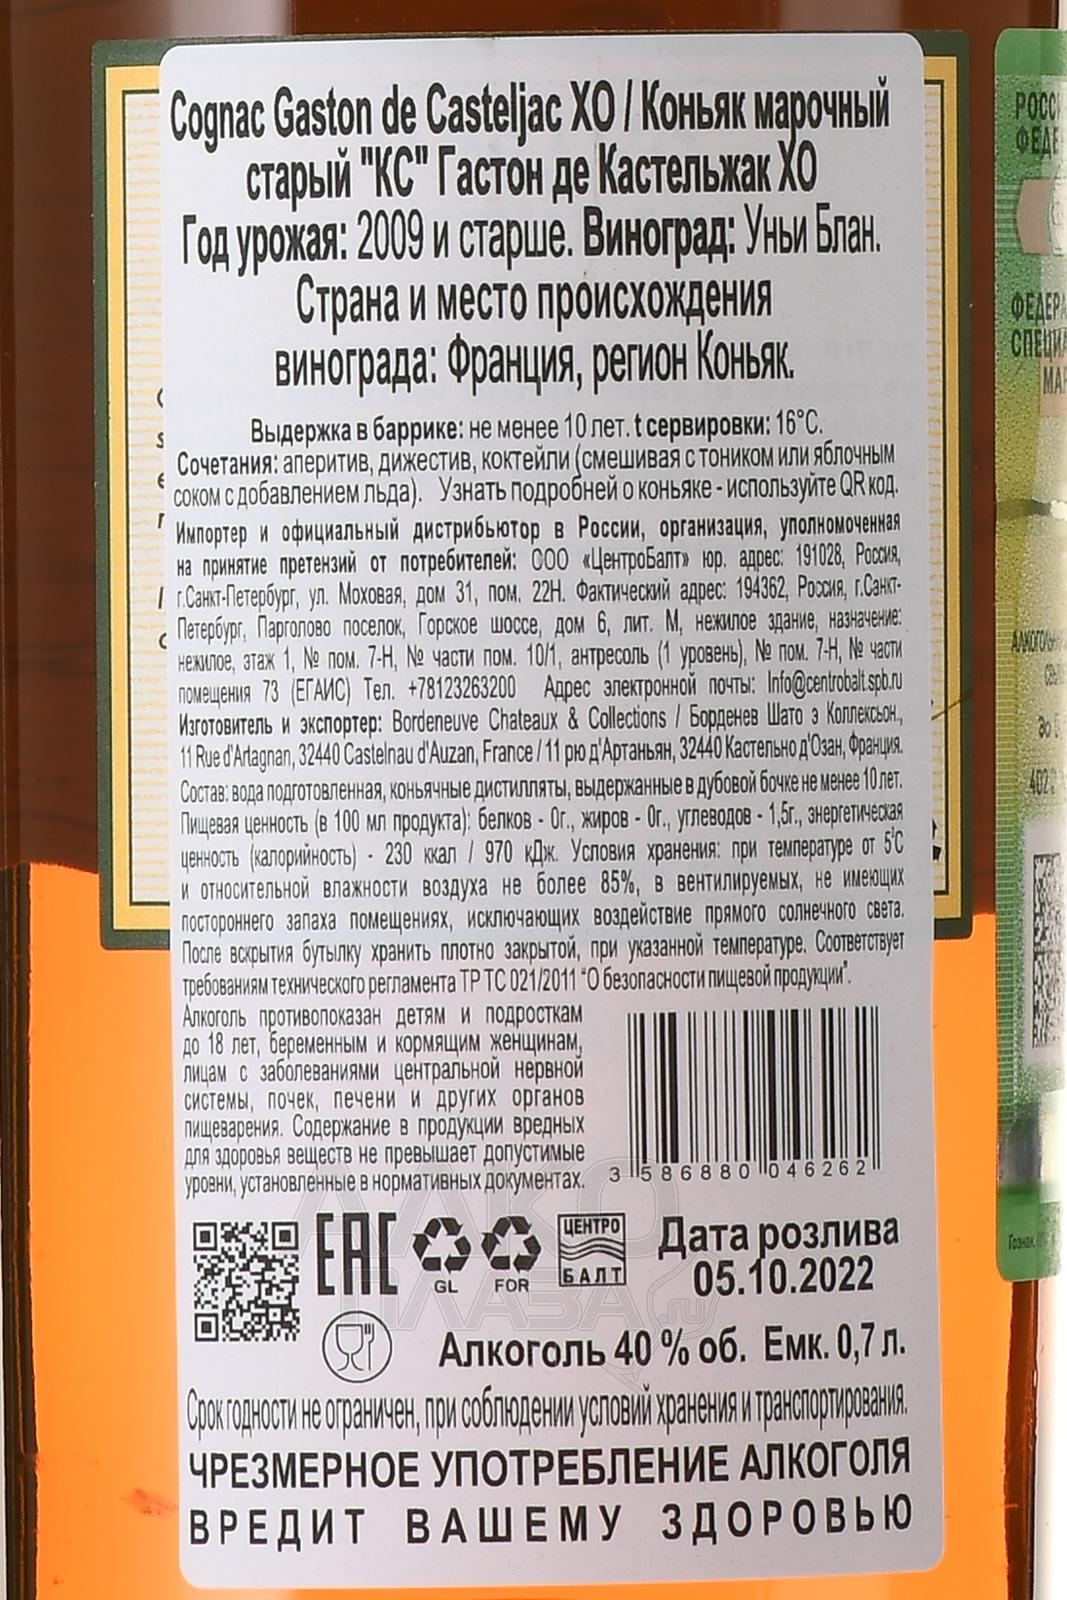 Cognac Gaston de Casteljac XO / Коньяк марочный
старый "КС" Гастон де Кастельжак ХО
Год урожая: 2009 и старше. Виноград: Уньи Блан.
Страна и место происхождения
винограда: Франция, регион Коньяк.
Выдержка в баррике: не менее 10 лет. t сервировки: 16°С.
Сочетания: аперитив, дижестив, коктейли (смешивая с тоником или яблочным
соком с добавлением льда). Узнать подробней о коньяке - используйте QR код.
Импортер и официальный дистрибьютор в России, организация, уполномоченная
на принятие претензий от потребителей: ООО «ЦентроБалт» юр. адрес: 191028, Россия,
г.Санкт-Петербург, ул. Моховая, дом 31, пом. 22Н. Фактический адрес: 194362, Россия, г.Санкт-
Петербург, Парголово поселок, Горское шоссе, дом 6, лит. М, нежилое здание, назначение:
нежилое, этаж 1, № пом. 7-Н, № части пом. 10/1, антресоль (1 уровень), № пом. 7-Н, № части
помещения 73 (ЕГАИС) Тел. +78123263200 Адрес электронной почты: Info@centrobalt.spb.ru
Изготовитель и экспортер: Bordeneuve Chateaux & Collections / Борденев Шато э Коллексьон.,
11 Rue d'Artagnan, 32440 Castelnau d'Auzan, France / 11 рю д'Артаньян, 32440 Кастельно д'Озан, Франция.
Состав: вода подготовленная, коньячные дистилляты, выдержанные в дубовой бочке не менее 10 лет.
Пищевая ценность (в 100 мл продукта): белков - 0г., жиров - 0г., углеводов - 1,5г., энергетическая
ценность (калорийность) - 230 ккал / 970 кДж. Условия хранения: при температуре от 5°С
и относительной влажности воздуха не более 85%, в вентилируемых, не имеющих
постороннего запаха помещениях, исключающих воздействие прямого солнечного света.
После вскрытия бутылку хранить плотно закрытой, при указанной температуре. Соответствует
требованиям технического регламента ТР ТС 021/2011 "О безопасности пищевой продукции".
Алкоголь противопоказан детям и подросткам
до 18 лет, беременным и кормящим женщинам,
лицам с заболеваниями центральной нервной
системы, почек, печени и других органов
пищеварения. Содержание в продукции вредных
для здоровья веществ не превышает допустимые
уровни, установленные в нормативных документах.
3 586880 046262
ЕАС
GL
FOR
ЦЕНТРО
БАЛТ
Дата розлива
05.10.2022
Алкоголь 40 % об. Емк. 0,7 л.
Срок годности не ограничен, при соблюдении условий хранения и транспортирования.
ЧРЕЗМЕРНОЕ УПОТРЕБЛЕНИЕ АЛКОГОЛЯ
ВРЕДИТ ВАШЕМУ ЗДОРОВЬЮ
АЛКО
ПЛАЗА.ru